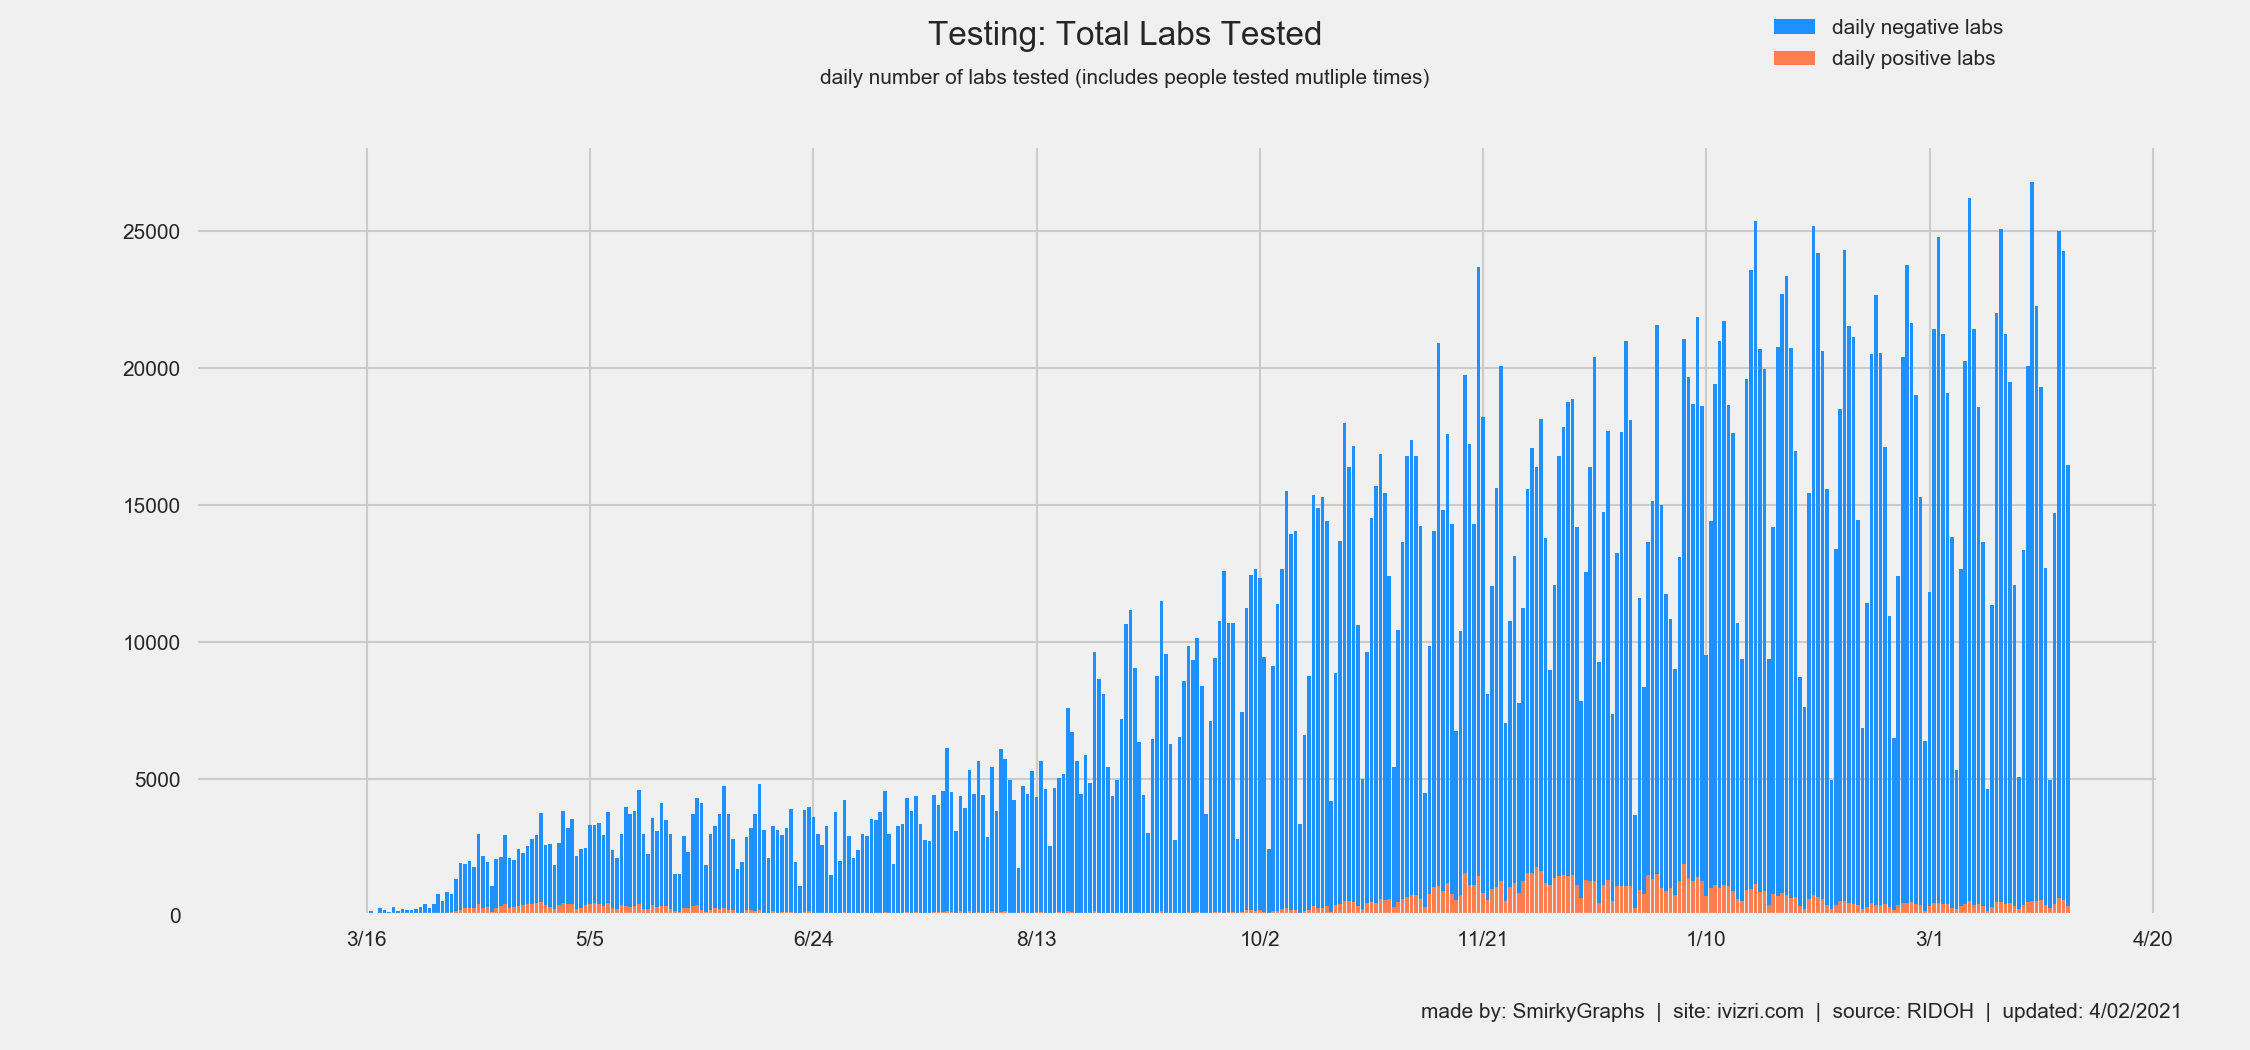 Testing: Total Labs Tested
daily number of labs tested (includes people tested mutliple times)
daily negative labs
daily positive labs
25000
20000
15000
10000
5000
0
3/16 5/5 6/24 8/13 10/2 11/21 1/10 3/1 4/20
made by: SmirkyGraphs | site: ivizri.com | source: RIDOH | updated: 4/02/2021